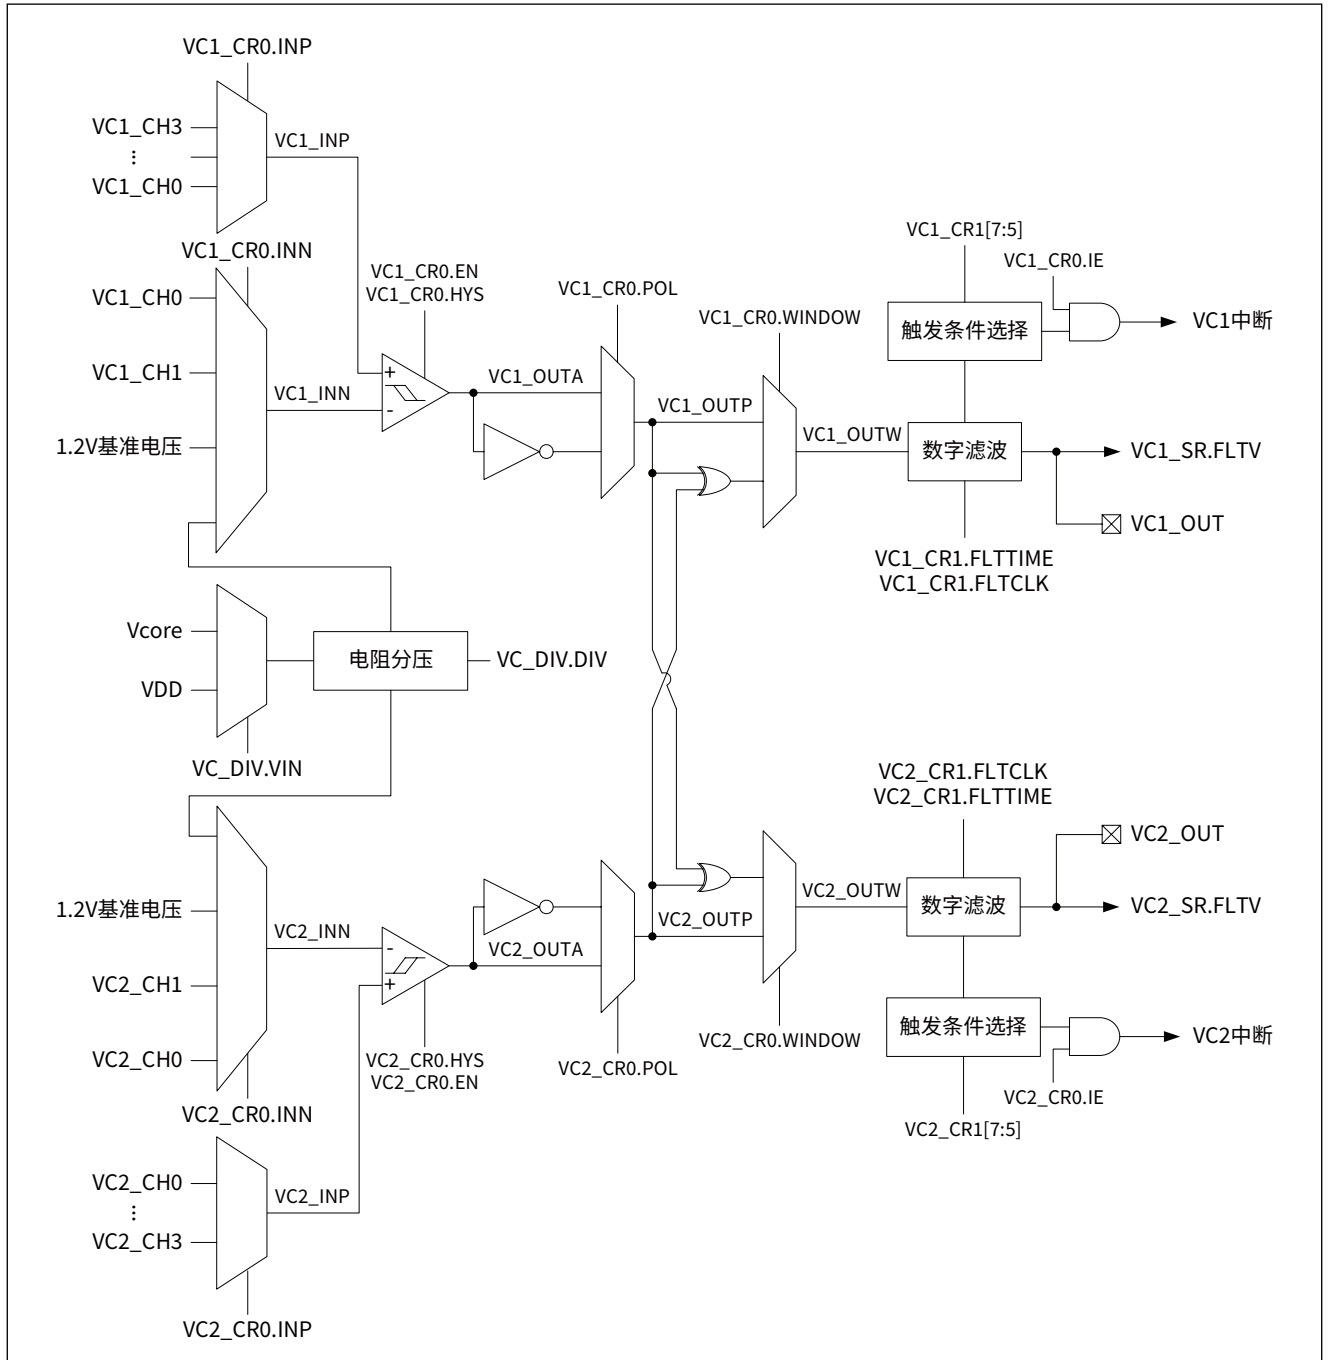 VC1_CR0.INP
VC1_CH3
⋮
VC1_CH0
VC1_INP
VC1_CR0.INN
VC1_CH0
VC1_CH1
1.2V基准电压
VC1_INN
VC1_CR0.EN
VC1_CR0.HYS
+
-
VC1_OUTA
VC1_CR0.POL
VC1_OUTP
VC1_CR0.WINDOW
VC1_OUTW
VC1_CR1[7:5]
VC1_CR0.IE
触发条件选择
VC1中断
数字滤波
VC1_SR.FLTV
VC1_OUT
VC1_CR1.FLTTIME
VC1_CR1.FLTCLK
Vcore
VDD
电阻分压
VC_DIV.DIV
VC_DIV.VIN
VC2_CR1.FLTCLK
VC2_CR1.FLTTIME
VC2_OUT
数字滤波
VC2_SR.FLTV
VC2_OUTW
VC2_OUTP
VC2_OUTA
1.2V基准电压
VC2_CH1
VC2_CH0
VC2_INN
-
+
VC2_CR0.HYS
VC2_CR0.EN
VC2_CR0.POL
VC2_CR0.WINDOW
触发条件选择
VC2中断
VC2_CR0.IE
VC2_CR1[7:5]
VC2_CR0.INN
VC2_CH0
⋮
VC2_CH3
VC2_INP
VC2_CR0.INP